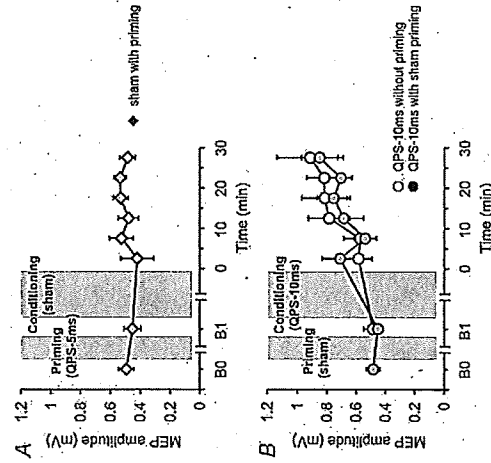 A
Priming
(QPS-5ms)
Conditioning
(sham)
MEP amplitude (mV)
1.2
1
0.8
0.6
0.4
0.2
0
B0
B1
0
10
20
30
Time (min)
sham with priming
B
Priming
(sham)
Conditioning
(QPS-10ms)
MEP amplitude (mV)
1.2
1
0.8
0.6
0.4
0.2
0
B0
B1
0
10
20
30
Time (min)
QPS-10ms without priming
QPS-10ms with sham priming